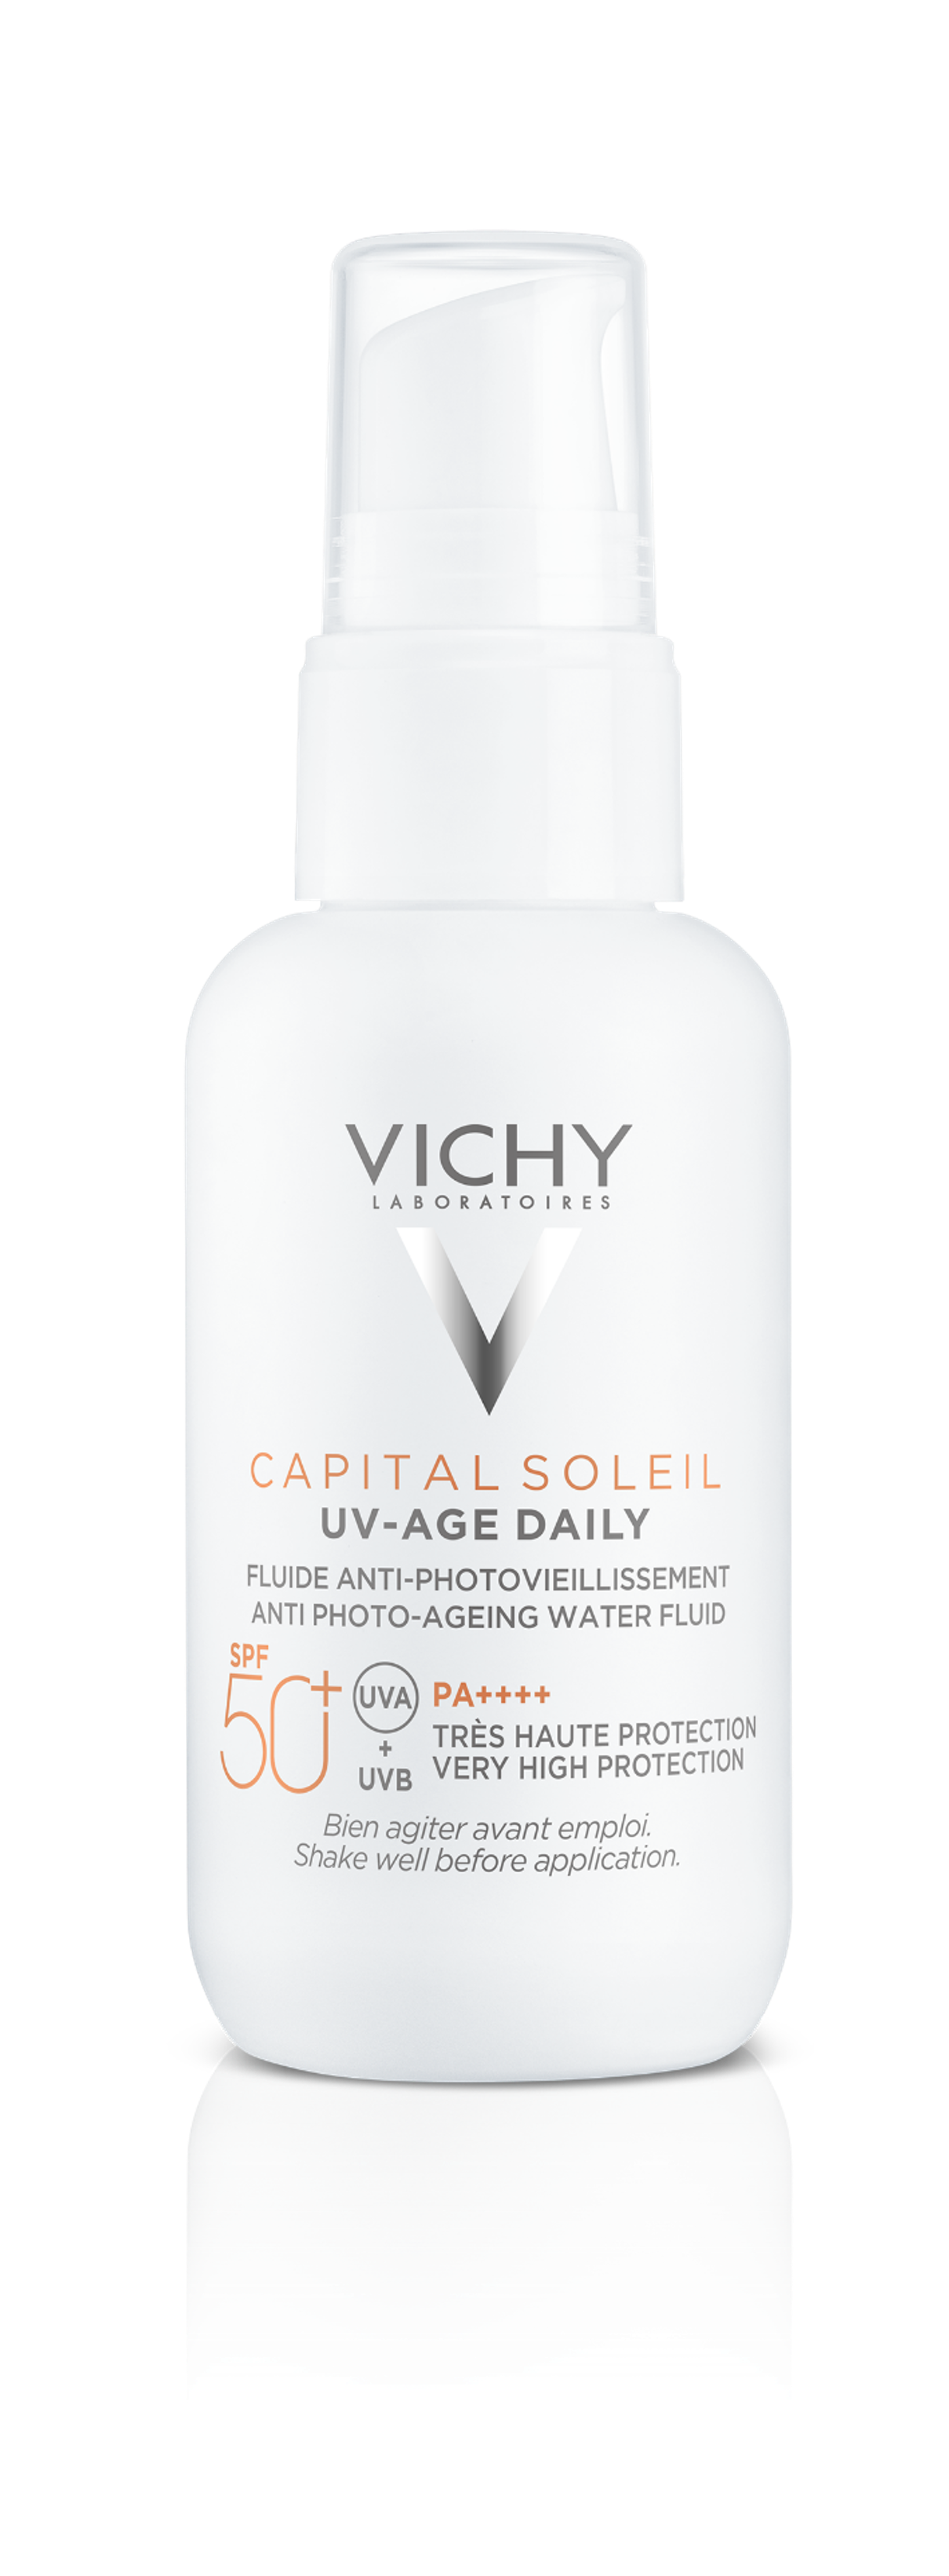 VICHY
LABORATOIRES
CAPITAL SOLEIL
UV-AGE DAILY
FLUIDE ANTI-PHOTOVIEILLISSEMENT
ANTI PHOTO-AGEING WATER FLUID
SPF
50+
UVA
+
UVB
PA++++
TRÈS HAUTE PROTECTION
VERY HIGH PROTECTION
Bien agiter avant emploi.
Shake well before application.